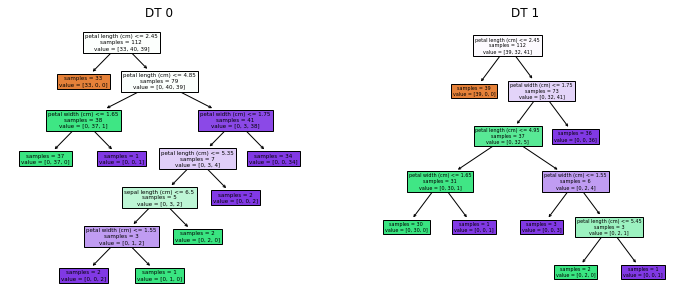 DT 0
petal length (cm) <= 2.45
samples = 112
value = [33, 40, 39]
samples = 33
value = [33, 0, 0]
petal length (cm) <= 4.85
samples = 79
value = [0, 40, 39]
petal width (cm) <= 1.65
samples = 38
value = [0, 37, 1]
petal width (cm) <= 1.75
samples = 41
value = [0, 3, 38]
samples = 37
value = [0, 37, 0]
samples = 1
value = [0, 0, 1]
petal length (cm) <= 5.35
samples = 7
value = [0, 3, 4]
samples = 34
value = [0, 0, 34]
sepal length (cm) <= 6.5
samples = 5
value = [0, 3, 2]
samples = 2
value = [0, 0, 2]
petal width (cm) <= 1.55
samples = 3
value = [0, 1, 2]
samples = 2
value = [0, 2, 0]
samples = 2
value = [0, 0, 2]
samples = 1
value = [0, 1, 0]
DT 1
petal length (cm) <= 2.45
samples = 112
value = [39, 32, 41]
samples = 39
value = [39, 0, 0]
petal width (cm) <= 1.75
samples = 73
value = [0, 32, 41]
petal length (cm) <= 4.95
samples = 37
value = [0, 32, 5]
samples = 36
value = [0, 0, 36]
petal width (cm) <= 1.65
samples = 31
value = [0, 30, 1]
petal width (cm) <= 1.55
samples = 6
value = [0, 2, 4]
samples = 30
value = [0, 30, 0]
samples = 1
value = [0, 0, 1]
samples = 3
value = [0, 0, 3]
petal length (cm) <= 5.45
samples = 3
value = [0, 2, 1]
samples = 2
value = [0, 2, 0]
samples = 1
value = [0, 0, 1]